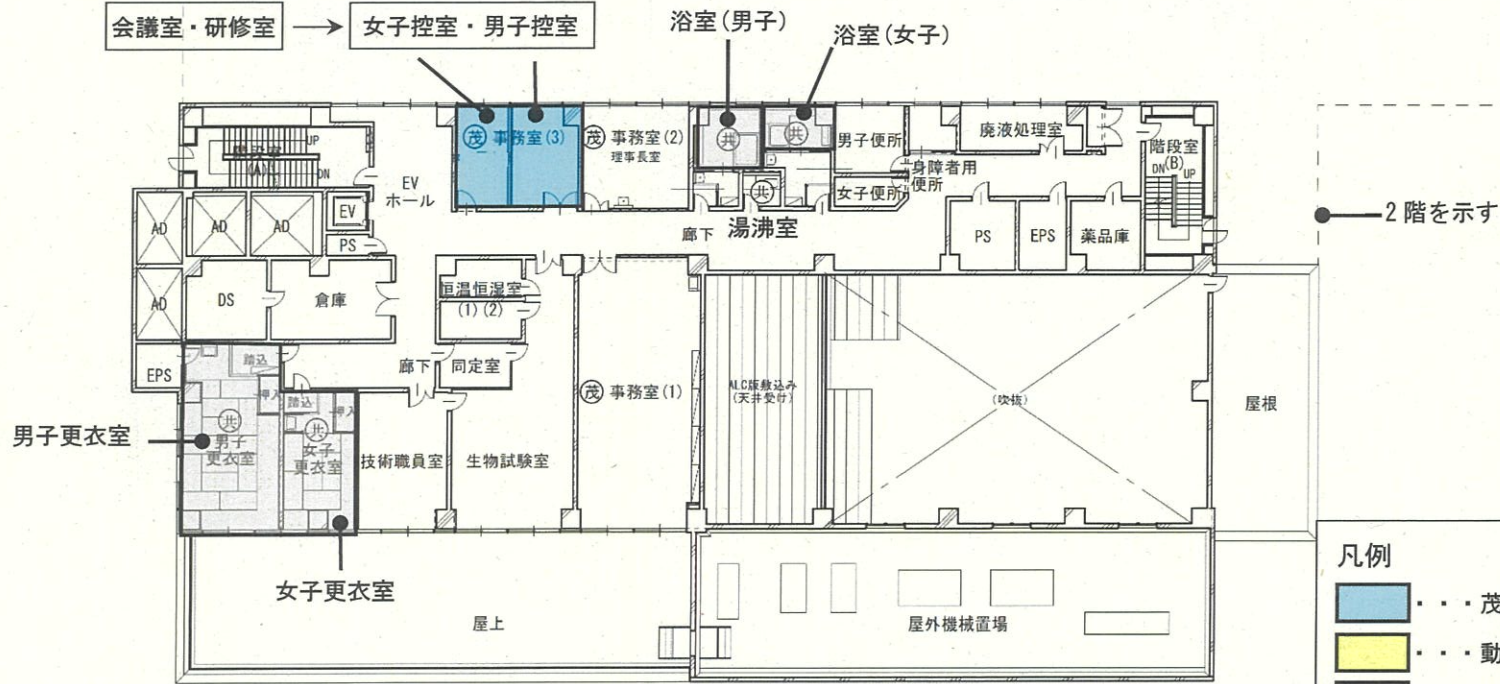 会議室・研修室
女子控室・男子控室
浴室(男子)
浴室(女子)
茂 事務室(3)
茂 事務室(2)
理事長室
共
共
男子便所
廃液処理室
階段室
(A)
UP
DN
階段室
(B)
DN UP
EV
ホール
共
女子便所
身障者用
便所
2階を示す
AD
AD
AD
EV
PS
廊下
湯沸室
PS
EPS
薬品庫
AD
DS
倉庫
恒温恒湿室
(1)(2)
EPS
踏込
押入
廊下
同定室
茂 事務室(1)
ALC版敷込み
(天井受け)
(吹抜)
屋根
男子更衣室
共
男子
更衣室
踏込
押入
共
女子
更衣室
技術職員室
生物試験室
女子更衣室
屋上
屋外機械置場
凡例
・・・茂
・・・動